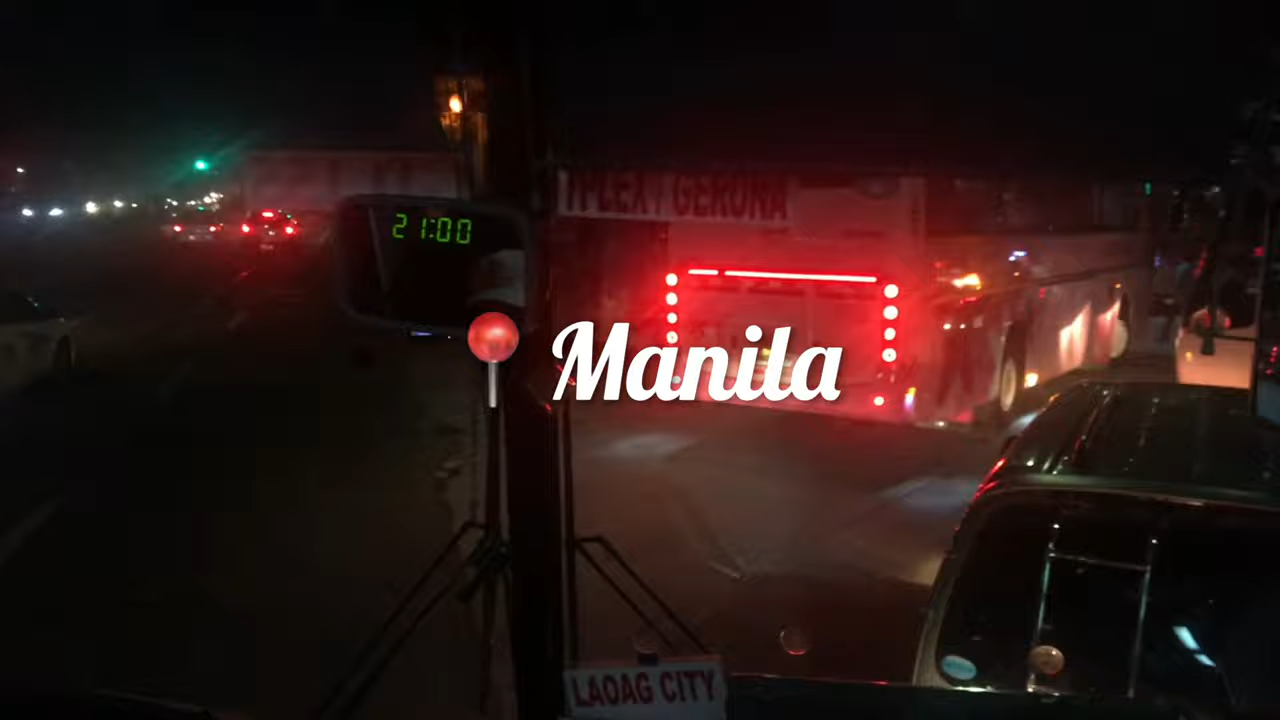 TPLEX / GERONA
21:00
📍 Manila
LAOAG CITY